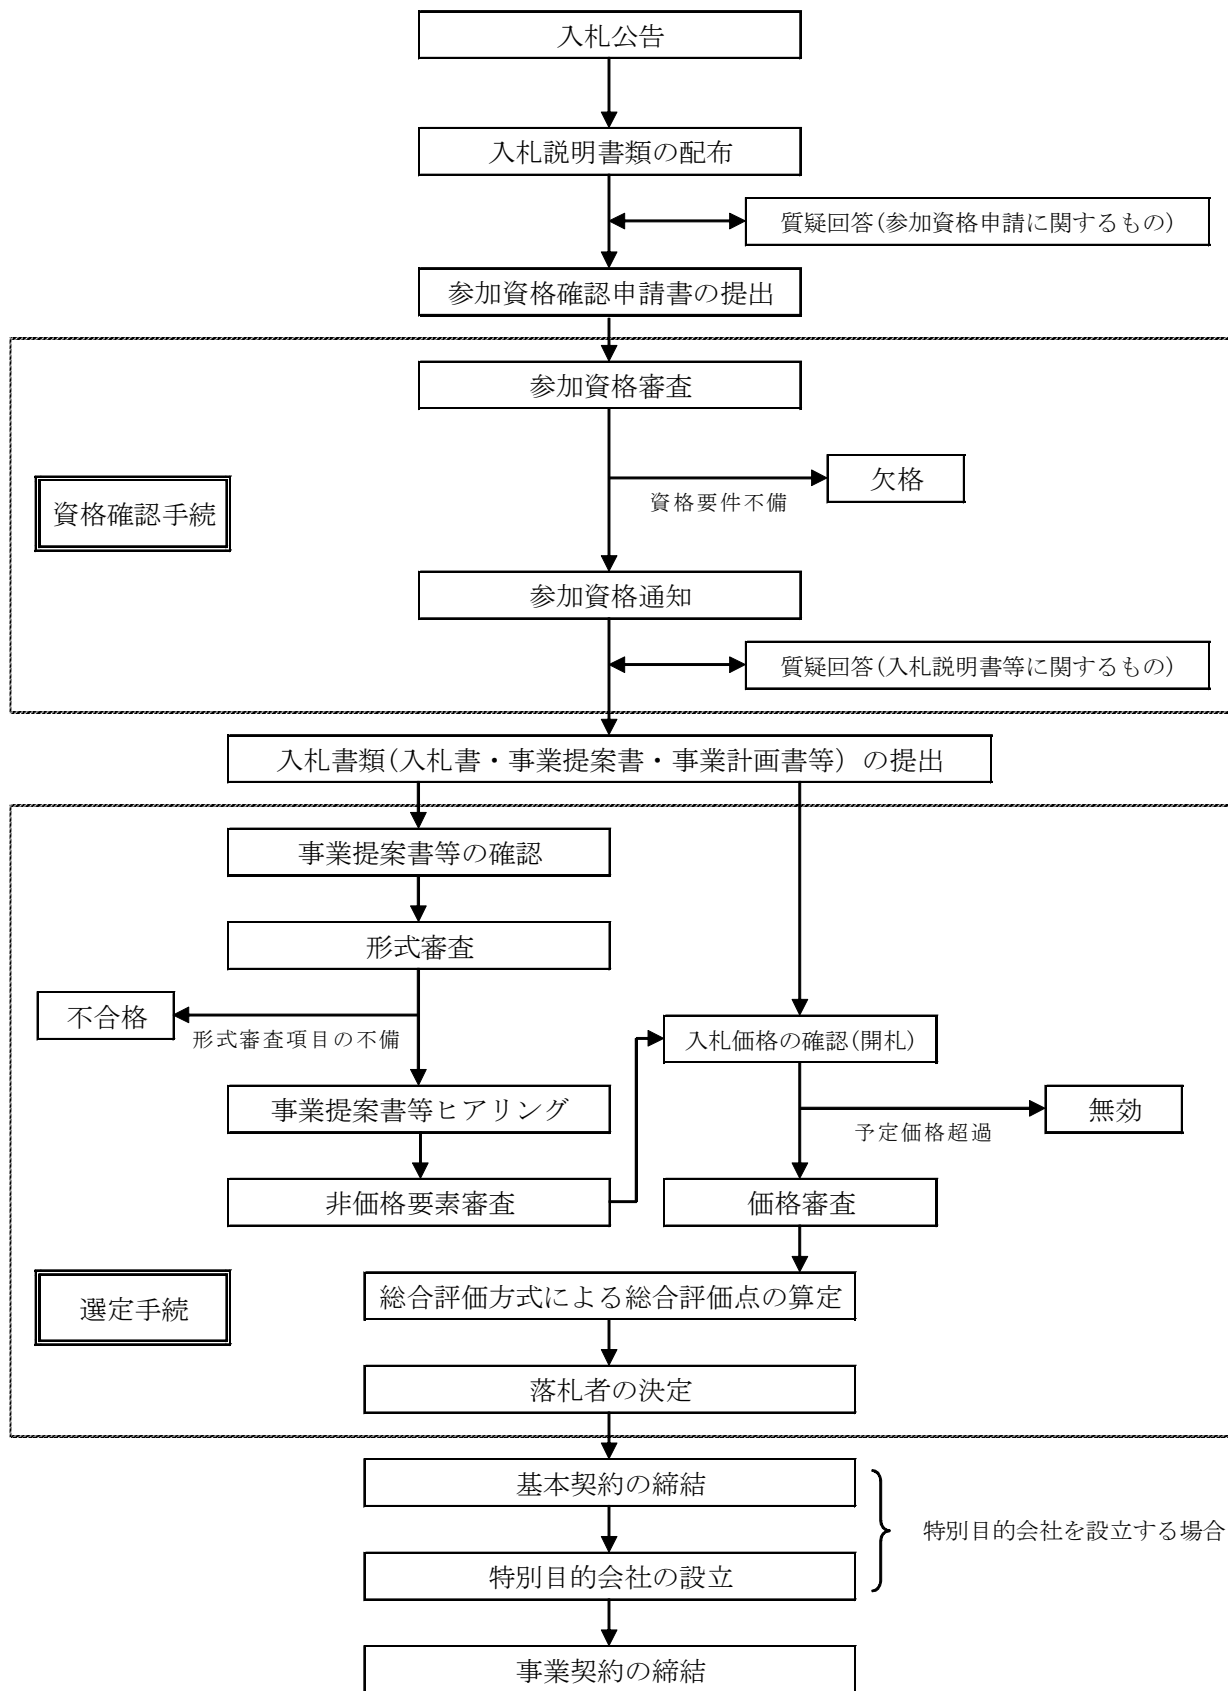 入札公告
入札説明書類の配布
質疑回答(参加資格申請に関するもの)
参加資格確認申請書の提出
参加資格審査
欠格
資格要件不備
資格確認手続
参加資格通知
質疑回答(入札説明書等に関するもの)
入札書類(入札書・事業提案書・事業計画書等)の提出
事業提案書等の確認
形式審査
不合格
形式審査項目の不備
入札価格の確認(開札)
事業提案書等ヒアリング
無効
予定価格超過
非価格要素審査
価格審査
総合評価方式による総合評価点の算定
選定手続
落札者の決定
基本契約の締結
特別目的会社を設立する場合
特別目的会社の設立
事業契約の締結